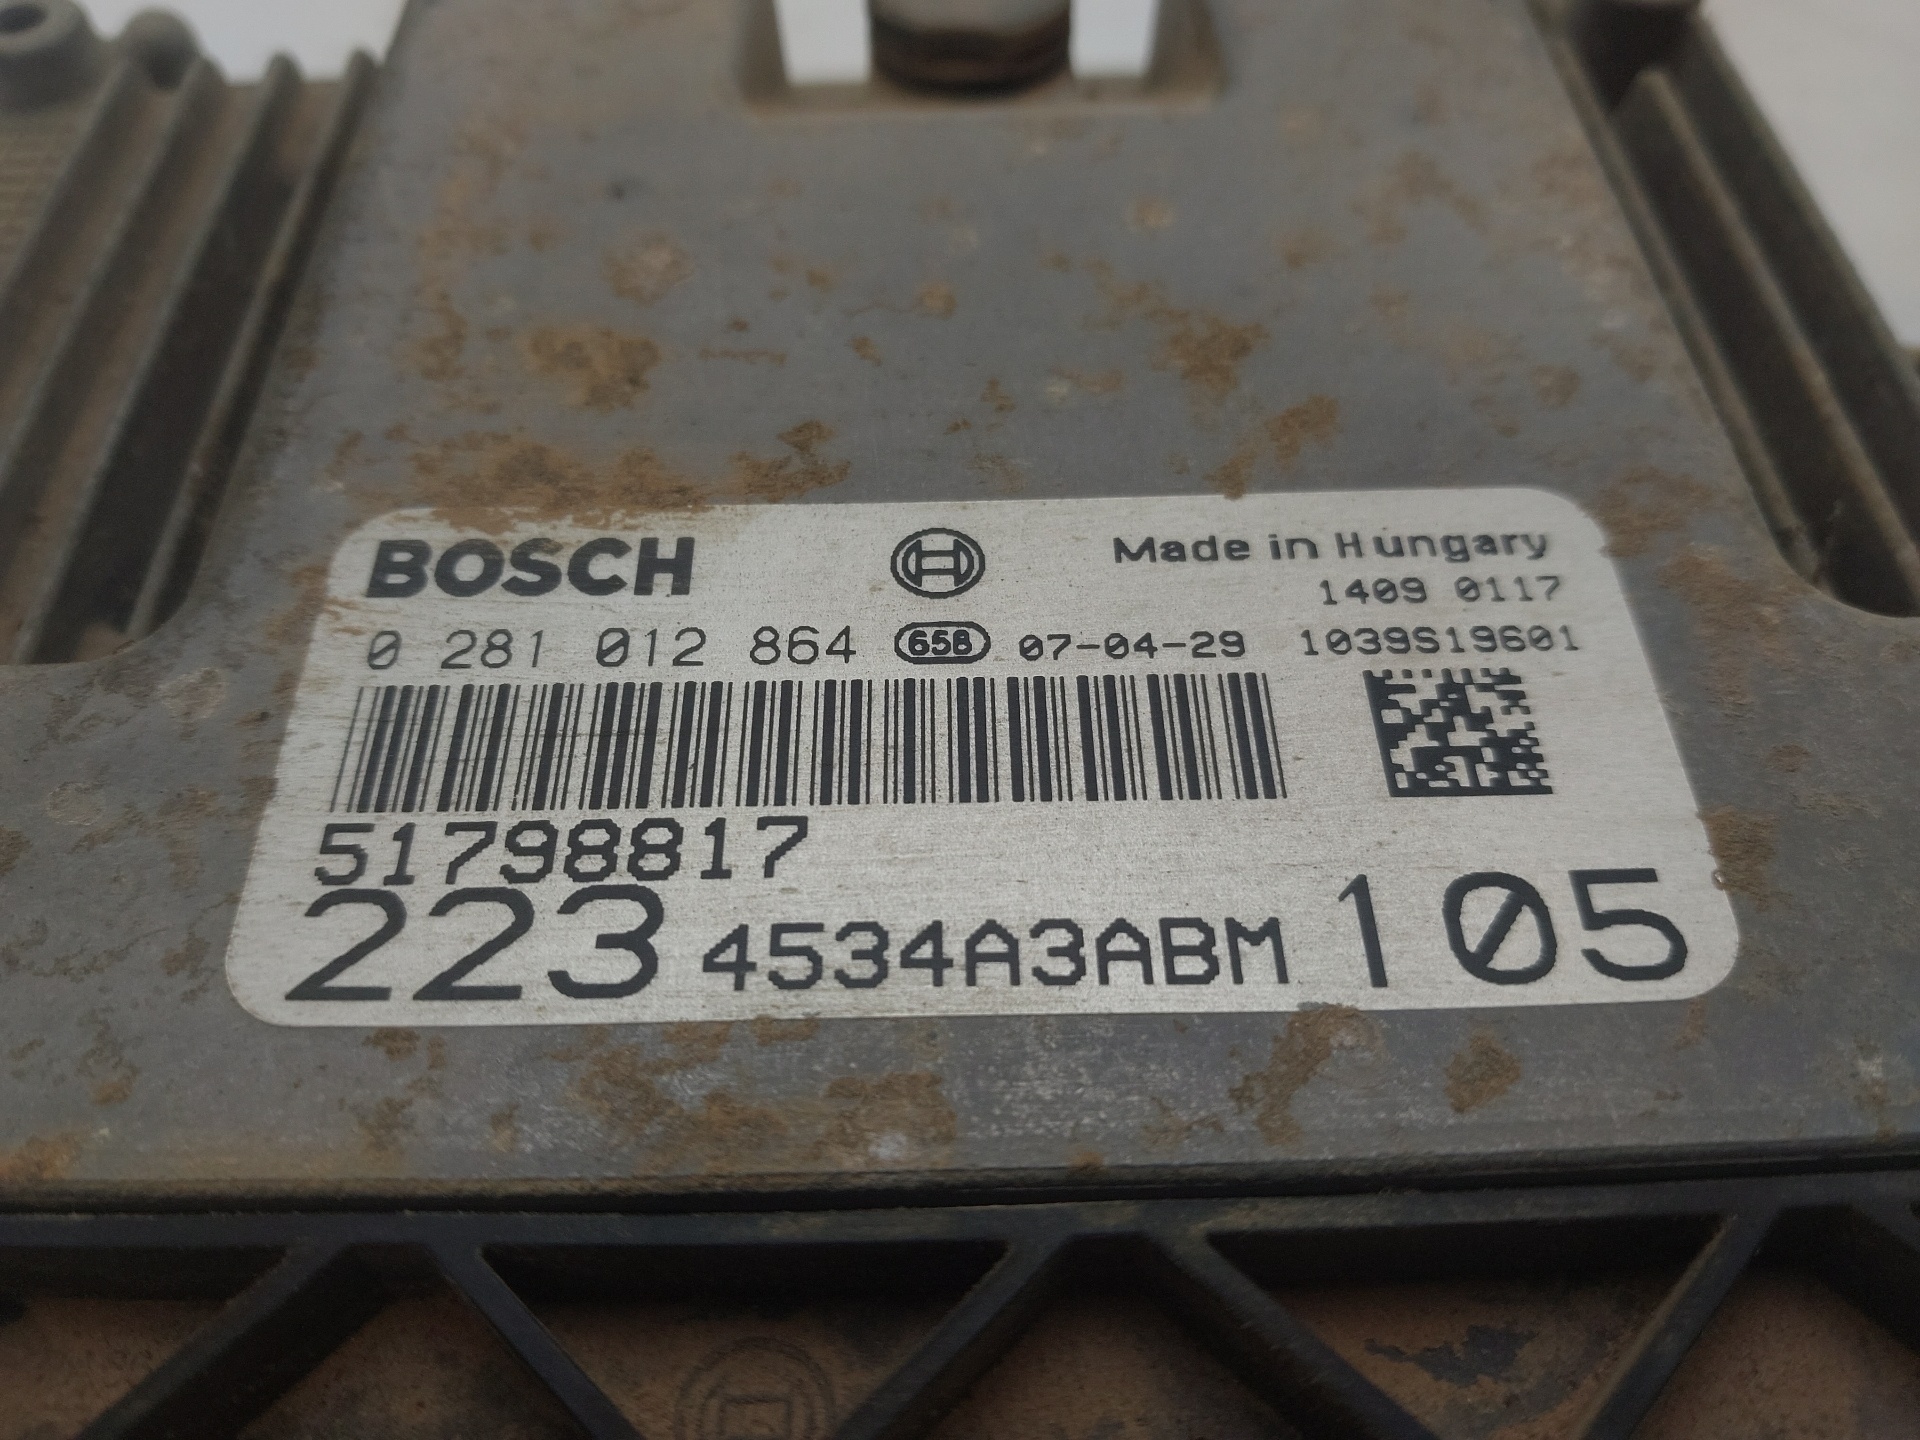 BOSCH Made in Hungary
1409 0117
0 281 012 864 658 07-04-29 1039S19601
51798817
223 4534A3ABM 105